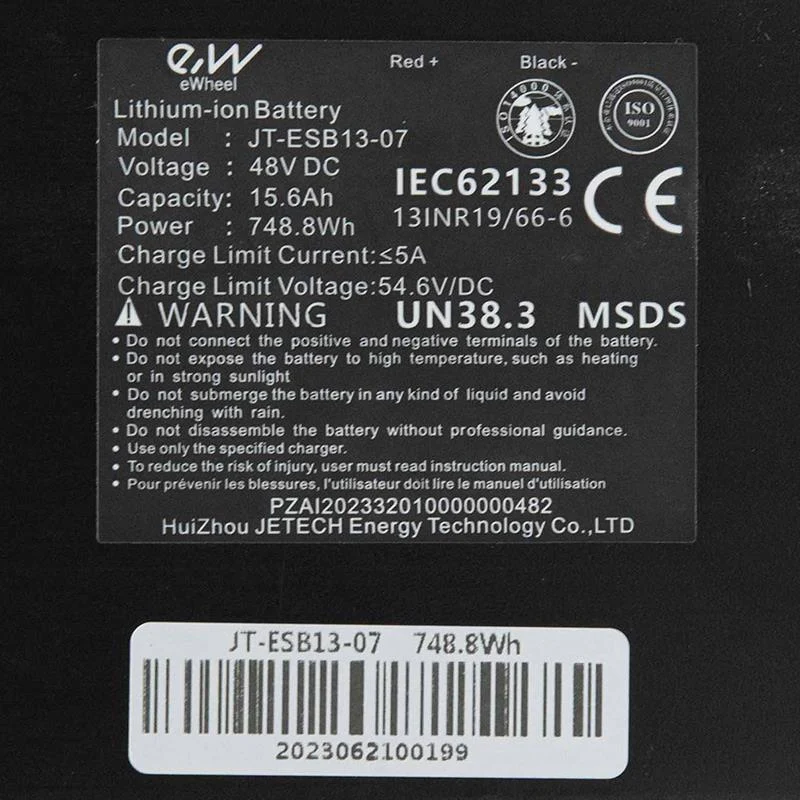 eW
eWheel
Red + Black -
ISO14000
ISO
9001
Lithium-ion Battery
Model : JT-ESB13-07
Voltage : 48V DC
Capacity: 15.6Ah
Power : 748.8Wh
IEC62133
13INR19/66-6
CE
Charge Limit Current:≤5A
Charge Limit Voltage:54.6V/DC
WARNING UN38.3 MSDS
• Do not connect the positive and negative terminals of the battery.
• Do not expose the battery to high temperature, such as heating
or in strong sunlight
• Do not submerge the battery in any kind of liquid and avoid
drenching with rain.
• Do not disassemble the battery without professional guidance.
• Use only the specified charger.
• To reduce the risk of injury, user must read instruction manual.
• Pour prévenir les blessures, l'utilisateur doit lire le manuel d'utilisation
PZAI202332010000000482
HuiZhou JETECH Energy Technology Co.,LTD
JT-ESB13-07 748.8Wh
2023062100199